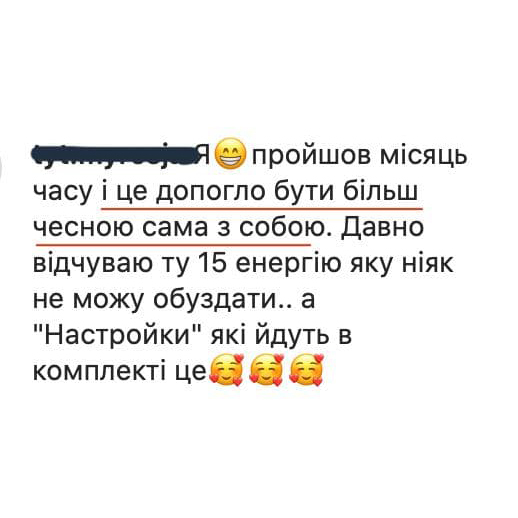 Я😁 пройшов місяць
часу і це допогло бути більш
чесною сама з собою. Давно
відчуваю ту 15 енергію яку ніяк
не можу обуздати.. а
"Настройки" які йдуть в
комплекті це🥰 🥰 🥰